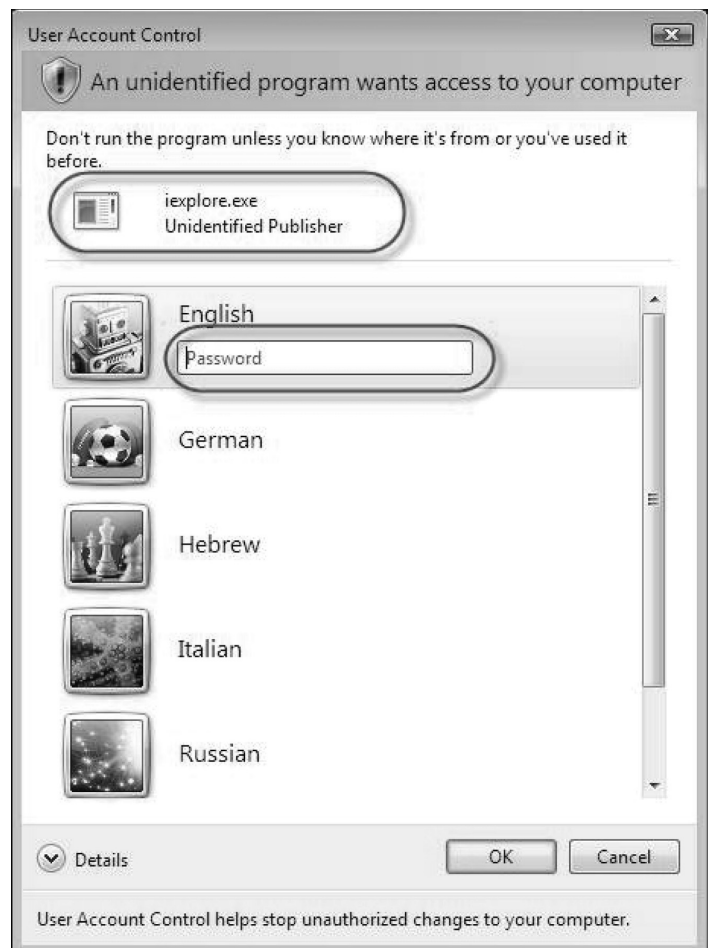 User Account Control
An unidentified program wants access to your computer
Don't run the program unless you know where it's from or you've used it
before.
iexplore.exe
Unidentified Publisher
English
Password
German
Hebrew
Italian
Russian
Details
OK
Cancel
User Account Control helps stop unauthorized changes to your computer.